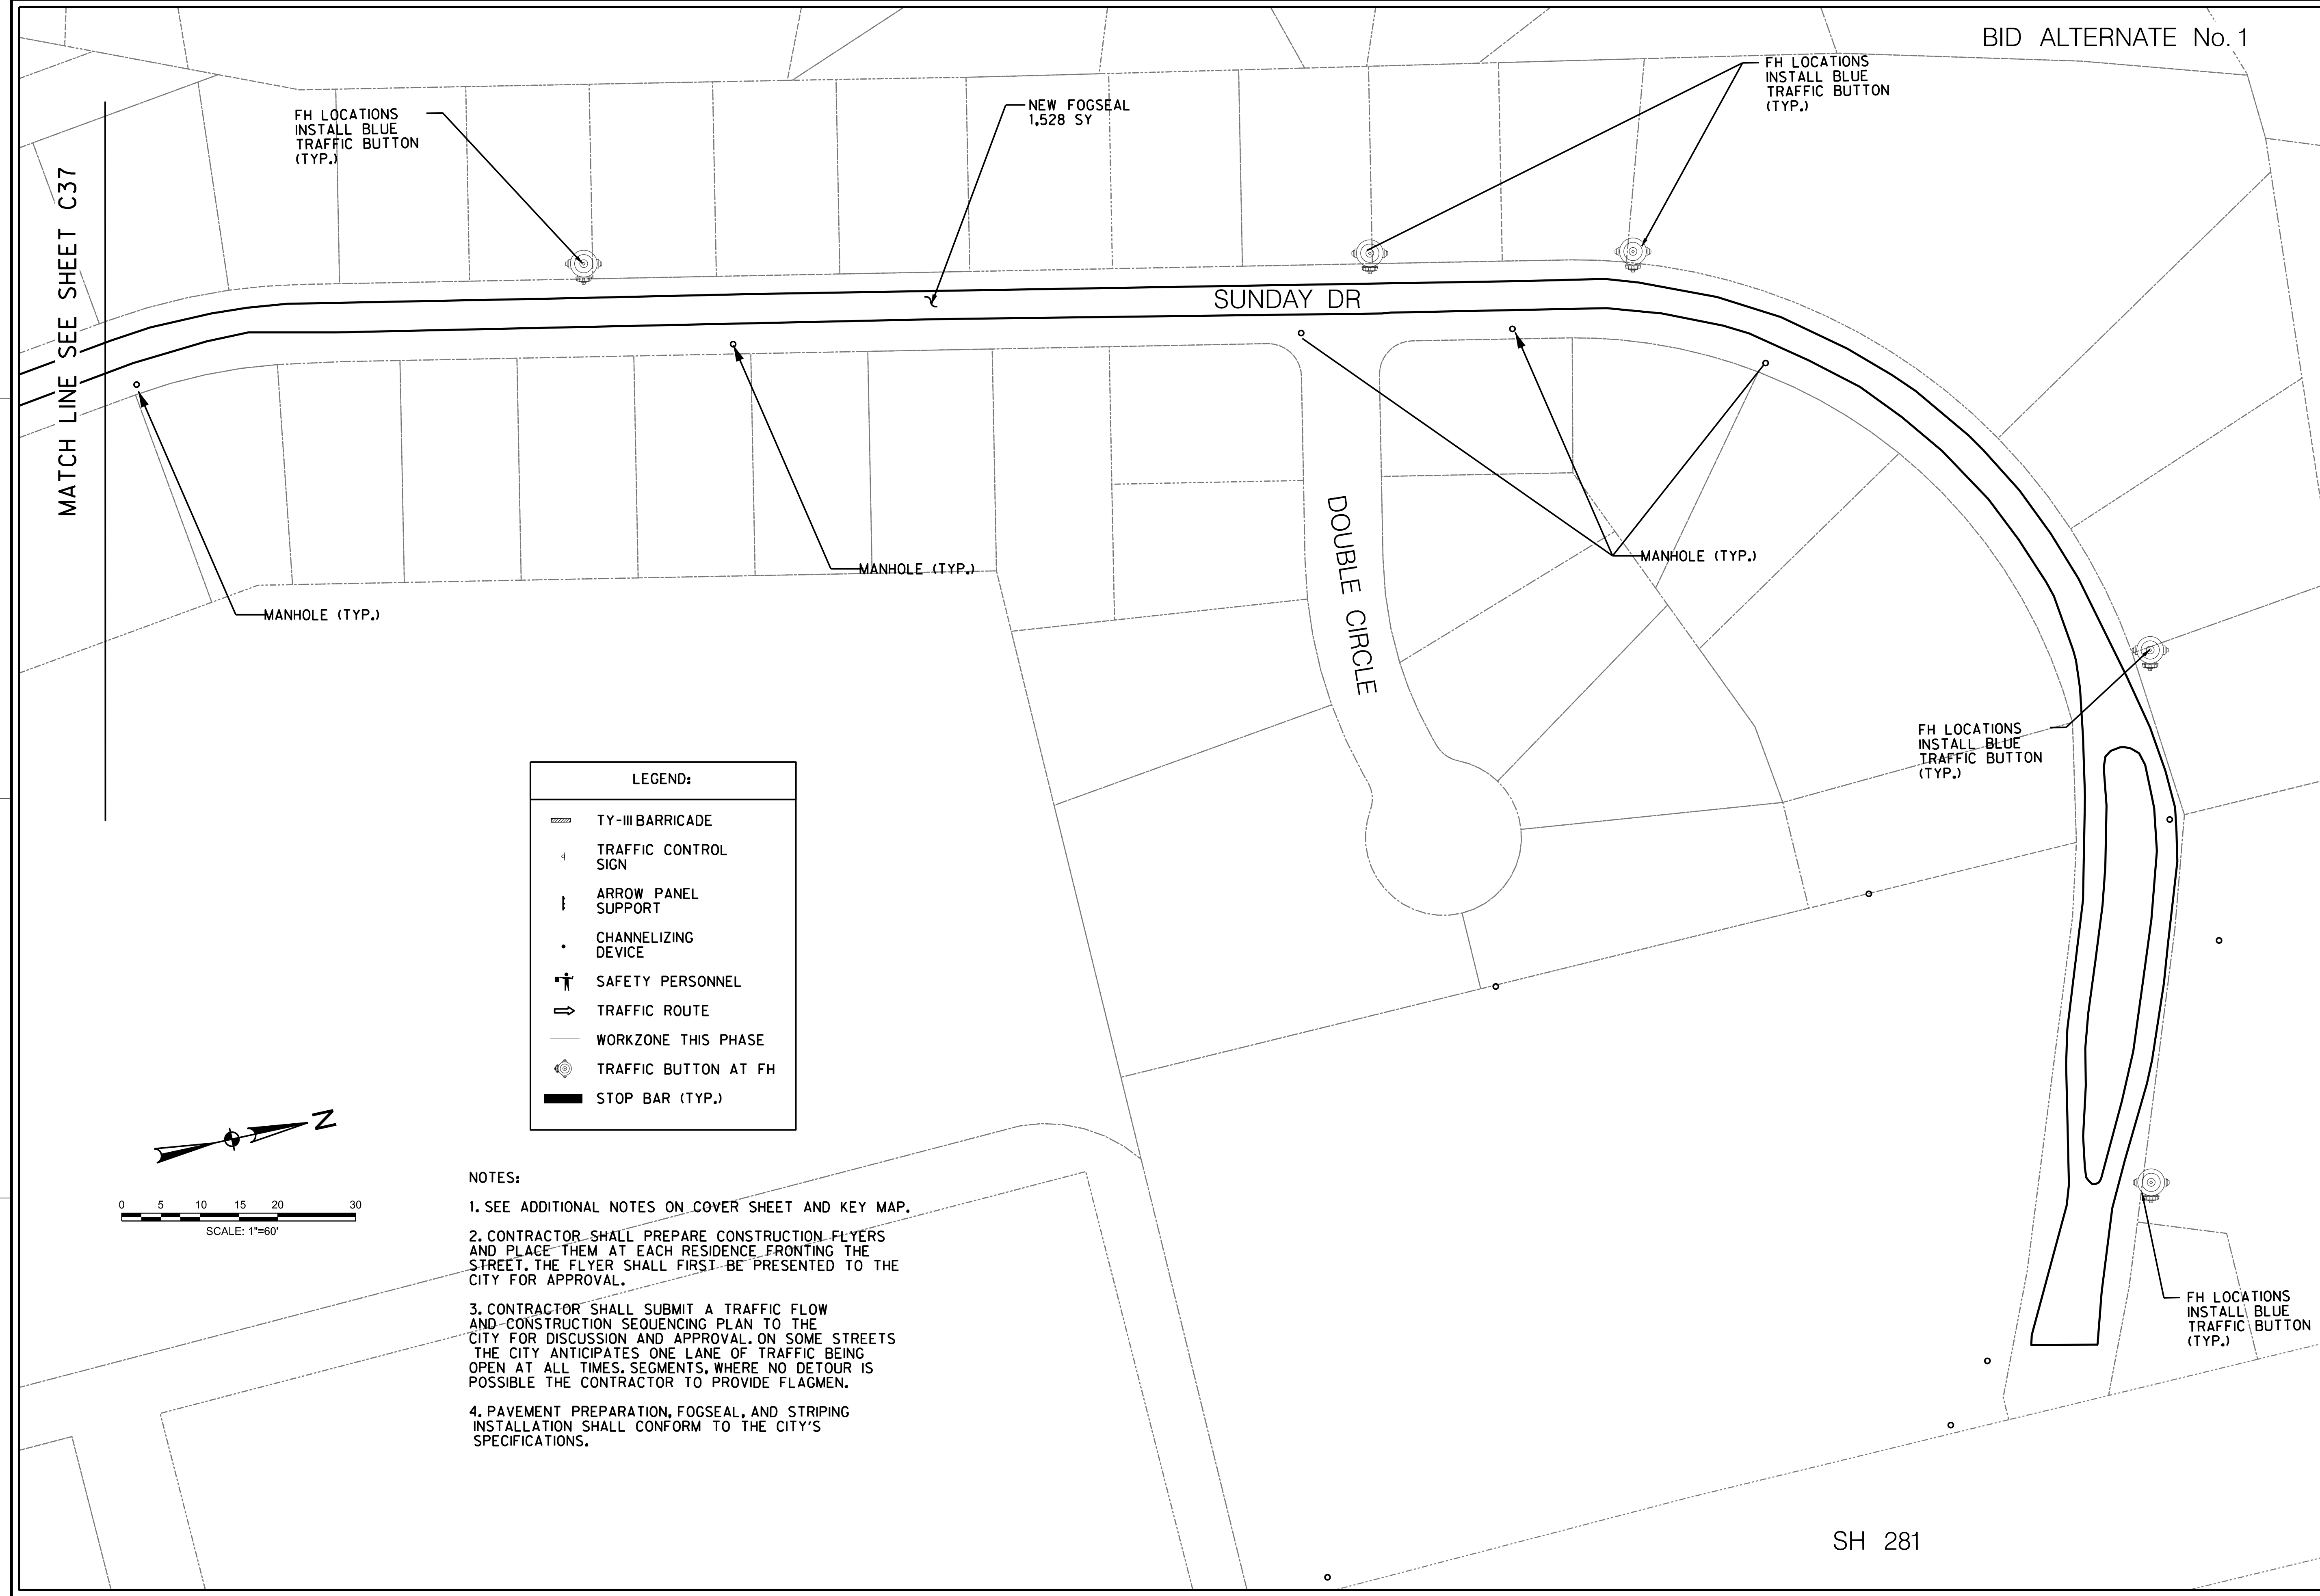 BID ALTERNATE No. 1
FH LOCATIONS
INSTALL BLUE
TRAFFIC BUTTON
(TYP.)
NEW FOGSEAL
1,528 SY
FH LOCATIONS
INSTALL BLUE
TRAFFIC BUTTON
(TYP.)
MATCH LINE SEE SHEET C37
SUNDAY DR
DOUBLE CIRCLE
MANHOLE (TYP.)
MANHOLE (TYP.)
MANHOLE (TYP.)
FH LOCATIONS
INSTALL BLUE
TRAFFIC BUTTON
(TYP.)
LEGEND:
TY-III BARRICADE
TRAFFIC CONTROL
SIGN
ARROW PANEL
SUPPORT
CHANNELIZING
DEVICE
SAFETY PERSONNEL
TRAFFIC ROUTE
WORKZONE THIS PHASE
TRAFFIC BUTTON AT FH
STOP BAR (TYP.)
N
0 5 10 15 20 30
SCALE: 1"=60'
NOTES:
1. SEE ADDITIONAL NOTES ON COVER SHEET AND KEY MAP.
2. CONTRACTOR SHALL PREPARE CONSTRUCTION FLYERS
AND PLACE THEM AT EACH RESIDENCE FRONTING THE
STREET. THE FLYER SHALL FIRST BE PRESENTED TO THE
CITY FOR APPROVAL.
3. CONTRACTOR SHALL SUBMIT A TRAFFIC FLOW
AND CONSTRUCTION SEQUENCING PLAN TO THE
CITY FOR DISCUSSION AND APPROVAL. ON SOME STREETS
THE CITY ANTICIPATES ONE LANE OF TRAFFIC BEING
OPEN AT ALL TIMES. SEGMENTS, WHERE NO DETOUR IS
POSSIBLE THE CONTRACTOR TO PROVIDE FLAGMEN.
4. PAVEMENT PREPARATION, FOGSEAL, AND STRIPING
INSTALLATION SHALL CONFORM TO THE CITY'S
SPECIFICATIONS.
FH LOCATIONS
INSTALL BLUE
TRAFFIC BUTTON
(TYP.)
SH 281